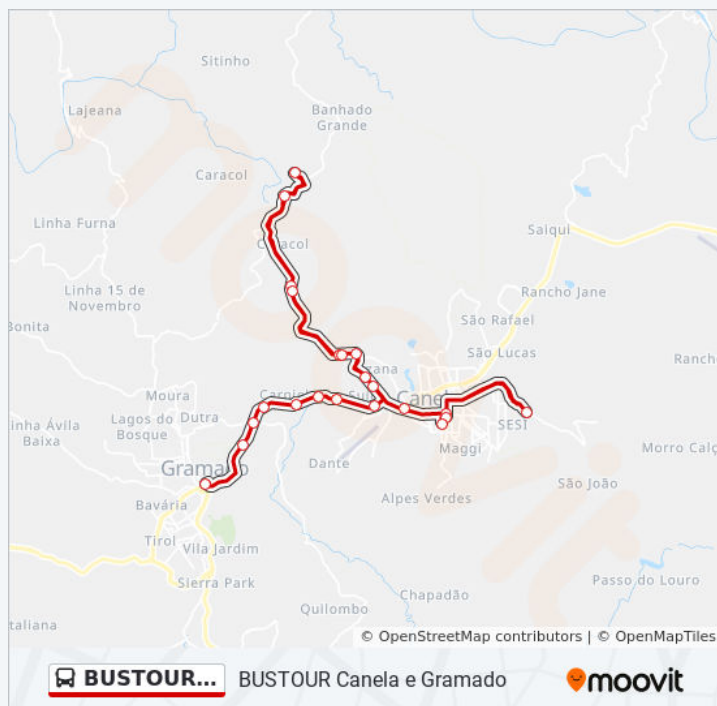 Sitinho
Lajeana
Banhado
Grande
Caracol
Linha Furna
Saiqui
Caracol
Linha 15 de
Novembro
Rancho Jane
Bonita
São Rafael
São Lucas
Rancho
Canel
Moura
Lagos do
Bosque
Dutra
inha Ávila
Baixa
SESI
Maggi
Morro Calç
Dante
Gramado
São João
Bavária
Alpes Verdes
Tirol
Vila Jardim
Sierra Park
Passo do Louro
Chapadão
Quilombo
Italiana
© OpenStreetMap contributors | © OpenMapTiles
BUSTOUR... BUSTOUR Canela e Gramado moovit